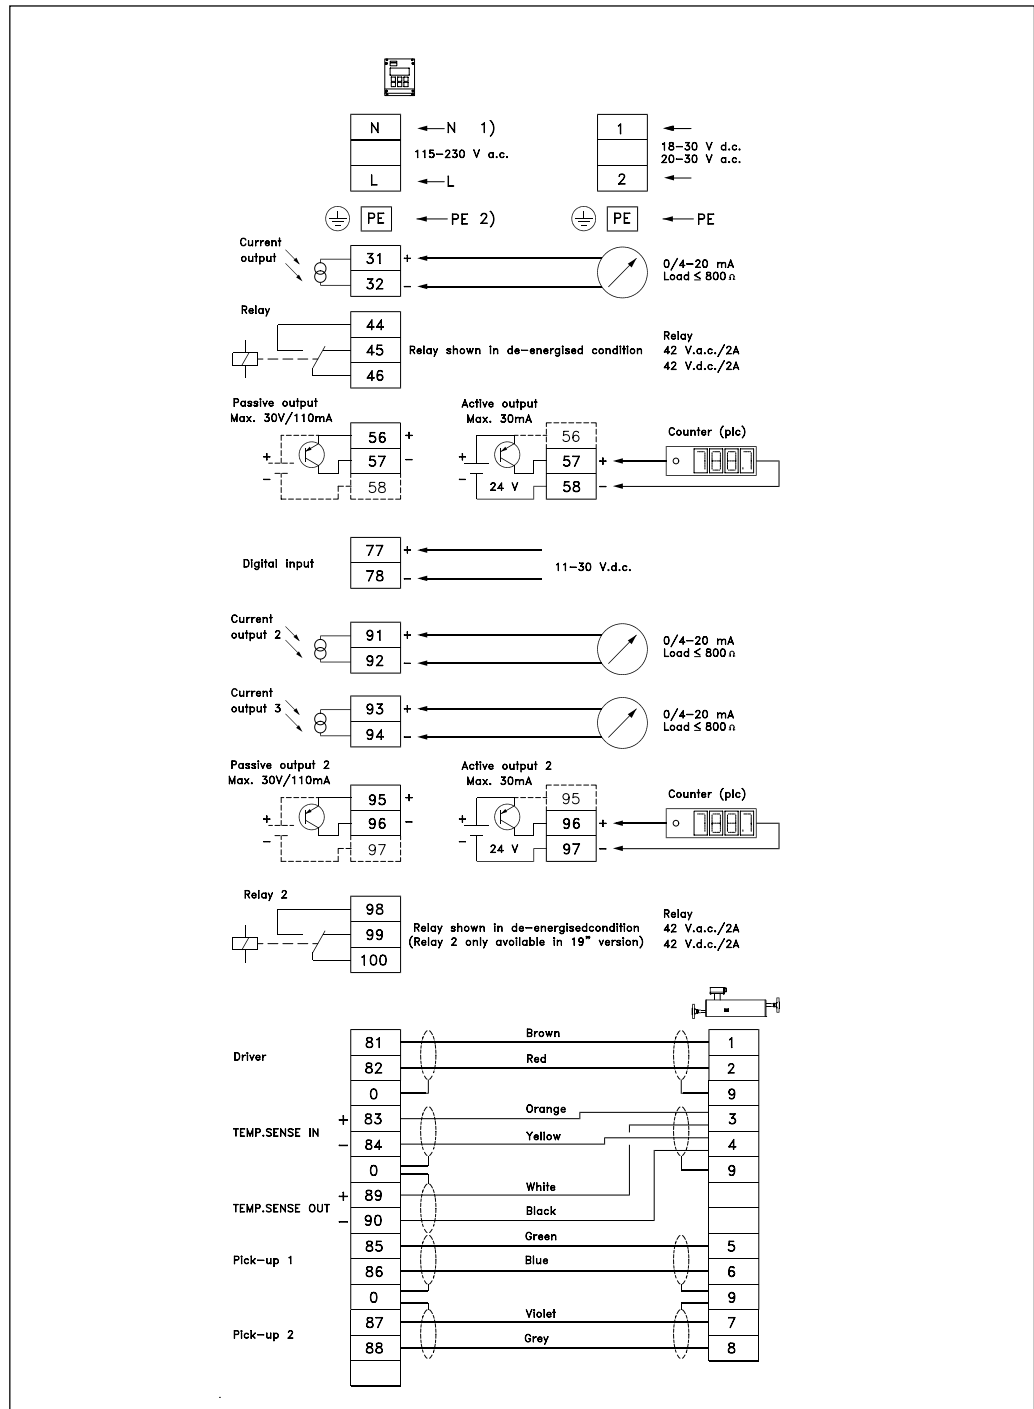 N ← N 1) 1 ←
115–230 V a.c. 18–30 V d.c.
20–30 V a.c.
L ← L 2 ←
PE ← PE 2) PE ← PE
Current
output
31 +
32 –
0/4–20 mA
Load ≤ 800 Ω
Relay
44
45 Relay shown in de–energised condition
46
Relay
42 V.a.c./2A
42 V.d.c./2A
Passive output
Max. 30V/110mA
+
–
56 +
57 –
58
Active output
Max. 30mA
+
–
24 V
56
57 +
58 –
Counter (plc)
Digital input
77 +
78 –
11–30 V.d.c.
Current
output 2
91 +
92 –
0/4–20 mA
Load ≤ 800 Ω
Current
output 3
93 +
94 –
0/4–20 mA
Load ≤ 800 Ω
Passive output 2
Max. 30V/110mA
+
–
95 +
96 –
97
Active output 2
Max. 30mA
+
–
24 V
95
96 +
97 –
Counter (plc)
Relay 2
98
99
100
Relay shown in de–energisedcondition
(Relay 2 only available in 19" version)
Relay
42 V.a.c./2A
42 V.d.c./2A
Driver
81 Brown 1
82 Red 2
0 9
TEMP.SENSE IN
+ 83 Orange 3
– 84 Yellow 4
0 9
TEMP.SENSE OUT
+ 89 White
– 90 Black
Pick–up 1
85 Green 5
86 Blue 6
0 9
Pick–up 2
87 Violet 7
88 Grey 8